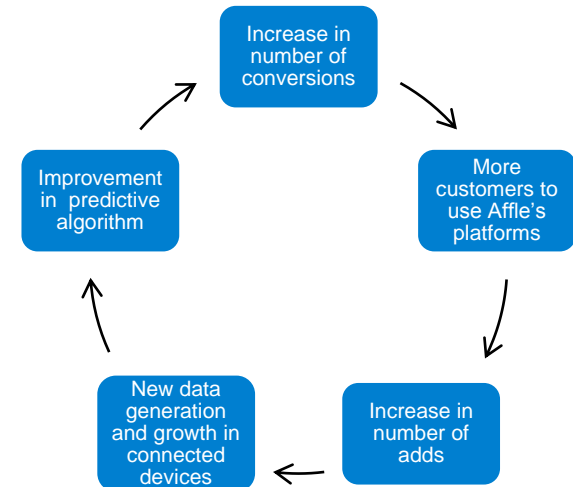 Increase in
number of
conversions
More
customers to
use Affle's
platforms
Increase in
number of
adds
New data
generation
and growth in
connected
devices
Improvement
in predictive
algorithm